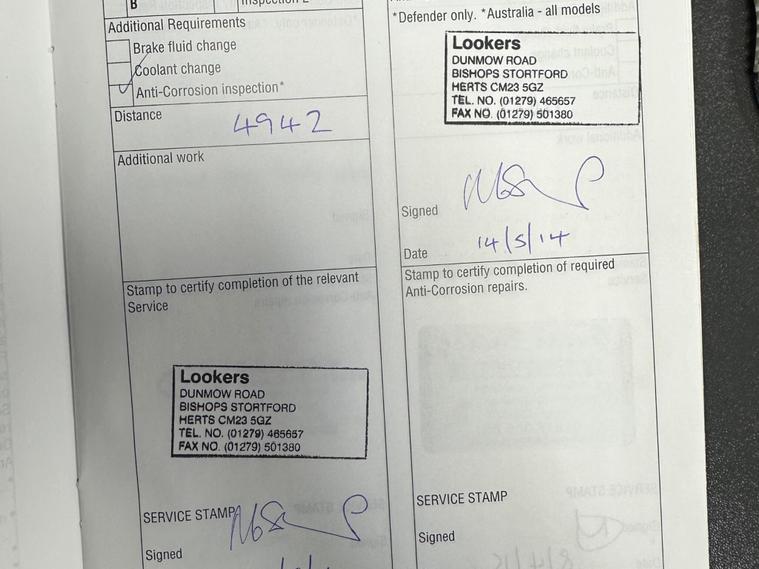 B
Additional Requirements
Brake fluid change
Coolant change
Anti-Corrosion inspection*
Distance
4942
Additional work
Stamp to certify completion of the relevant
Service
Lookers
DUNMOW ROAD
BISHOPS STORTFORD
HERTS CM23 5GZ
TEL. NO. (01279) 465657
FAX NO. (01279) 501380
SERVICE STAMP
Signed
*Defender only. *Australia - all models
Lookers
DUNMOW ROAD
BISHOPS STORTFORD
HERTS CM23 5GZ
TEL. NO. (01279) 465657
FAX NO. (01279) 501380
Signed
Date
14/5/14
Stamp to certify completion of required
Anti-Corrosion repairs.
SERVICE STAMP
Signed